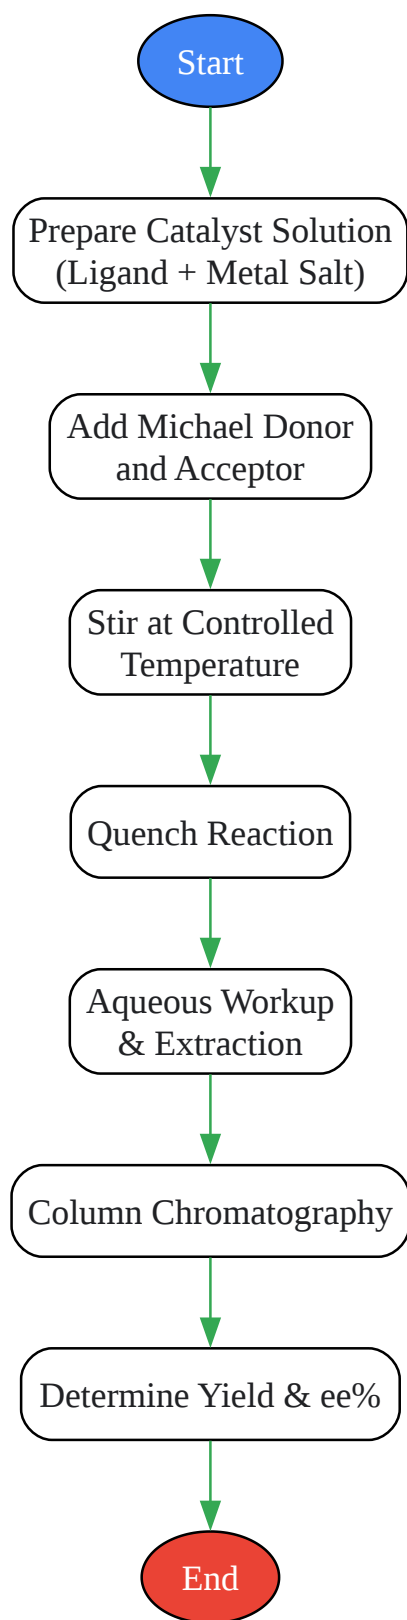 Start
Prepare Catalyst Solution
(Ligand + Metal Salt)
Add Michael Donor
and Acceptor
Stir at Controlled
Temperature
Quench Reaction
Aqueous Workup
& Extraction
Column Chromatography
Determine Yield & ee%
End